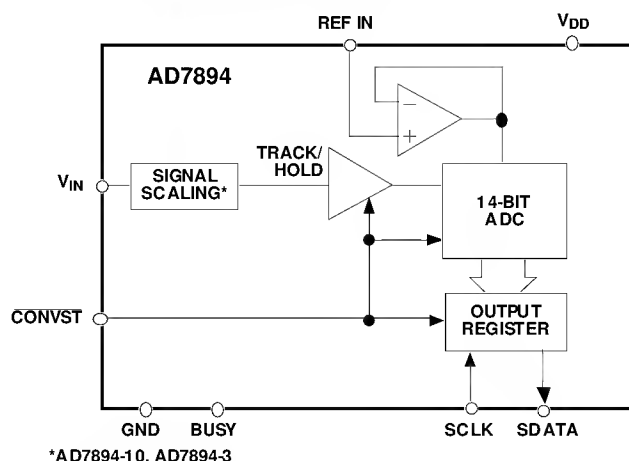 REF IN
VDD
AD7894
−
+
TRACK/
HOLD
SIGNAL
SCALING*
VIN
14-BIT
ADC
CONVST
OUTPUT
REGISTER
GND
BUSY
SCLK
SDATA
*AD7894-10, AD7894-3